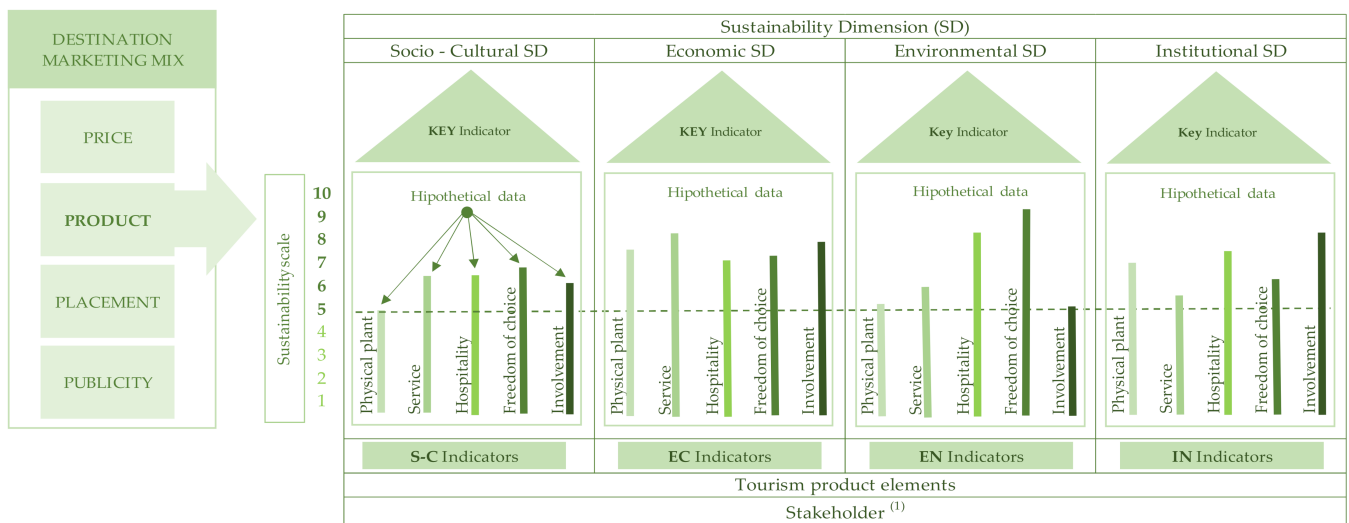 DESTINATION
MARKETING MIX
PRICE
PRODUCT
PLACEMENT
PUBLICITY
Sustainability scale
10
9
8
7
6
5
4
3
2
1
Sustainability Dimension (SD)
Socio - Cultural SD
Economic SD
Environmental SD
Institutional SD
KEY Indicator
KEY Indicator
Key Indicator
Key Indicator
Hipothetical data
Physical plant
Service
Hospitality
Freedom of choice
Involvement
Hipothetical data
Physical plant
Service
Hospitality
Freedom of choice
Involvement
Hipothetical data
Physical plant
Service
Hospitality
Freedom of choice
Involvement
Hipothetical data
Physical plant
Service
Hospitality
Freedom of choice
Involvement
S-C Indicators
EC Indicators
EN Indicators
IN Indicators
Tourism product elements
Stakeholder (1)